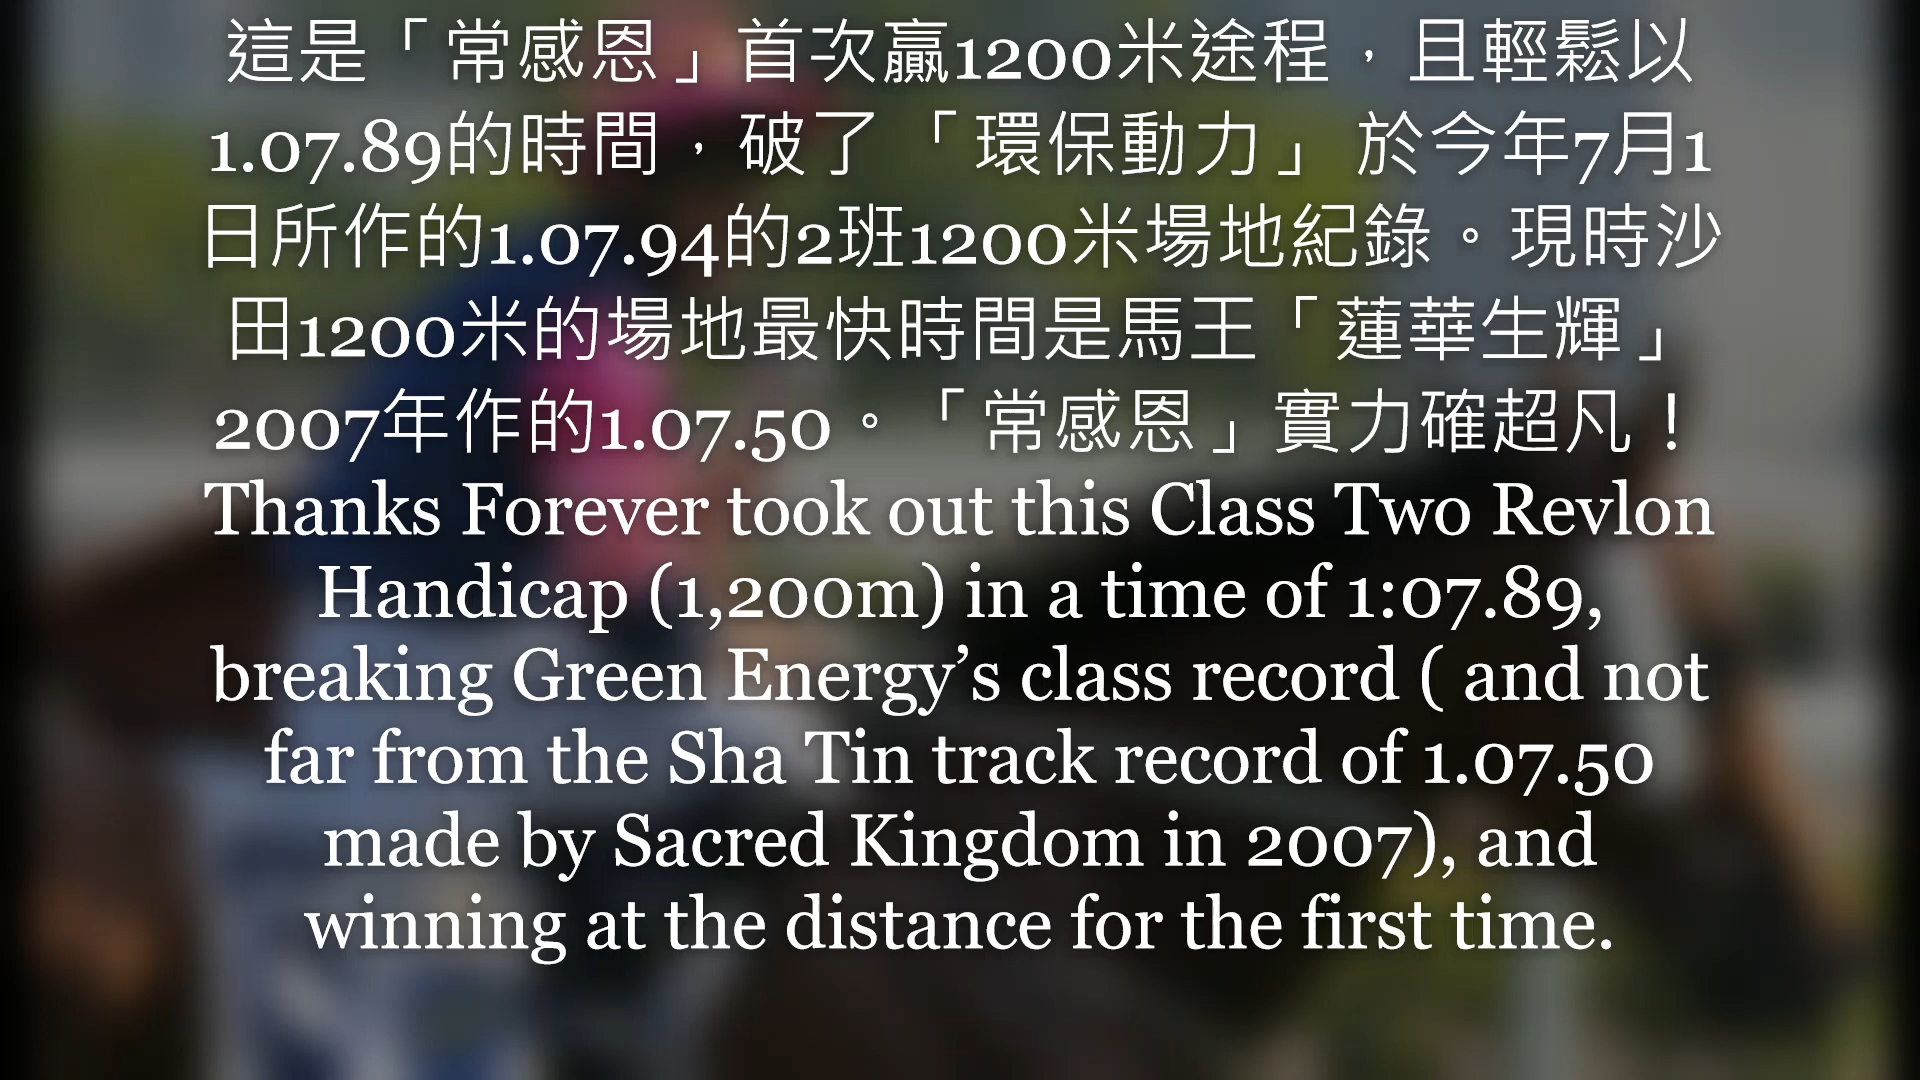 這是「常感恩」首次贏1200米途程，且輕鬆以
1.07.89的時間，破了「環保動力」 於今年7月1
日所作的1.07.94的2班1200米場地紀錄。現時沙
田1200米的場地最快時間是馬王「蓮華生輝」
2007年作的1.07.50。「常感恩」實力確超凡！
Thanks Forever took out this Class Two Revlon
Handicap (1,200m) in a time of 1:07.89,
breaking Green Energy’s class record ( and not
far from the Sha Tin track record of 1.07.50
made by Sacred Kingdom in 2007), and
winning at the distance for the first time.